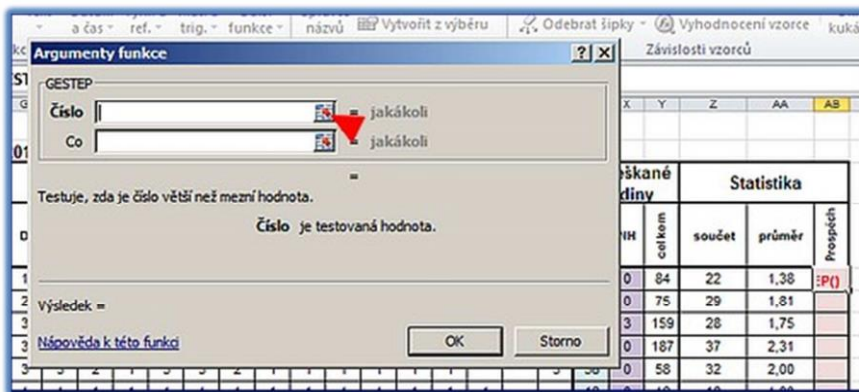 a čas ref. trig. funkce názvů Vytvořit z výběru Odebrat šipky Vyhodnocení vzorce kuká
Závislosti vzorců
Argumenty funkce ? X
GESTEP
Číslo = jakákoli
Co = jakákoli
=
Testuje, zda je číslo větší než mezní hodnota.
Číslo je testovaná hodnota.
Výsledek =
Nápověda k této funkci OK Storno
X Y Z AA AB
eškané
diny Statistika
NH celkem součet průměr Prospěch
0 84 22 1,38 EP()
0 75 29 1,81
3 159 28 1,75
0 187 37 2,31
0 58 32 2,00